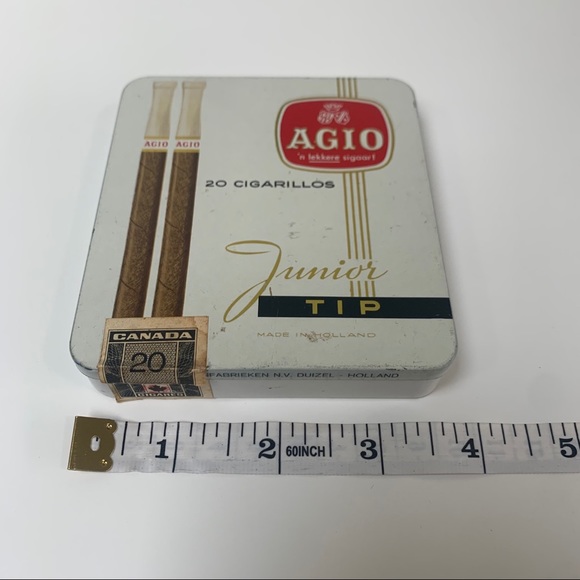 AGIO
'n lekkere sigaar!
AGIO AGIO
20 CIGARILLOS
Junior
TIP
MADE IN HOLLAND
CANADA
20
FABRIEKEN N.V. DUIZEL - HOLLAND
1 2 60INCH 3 4 5